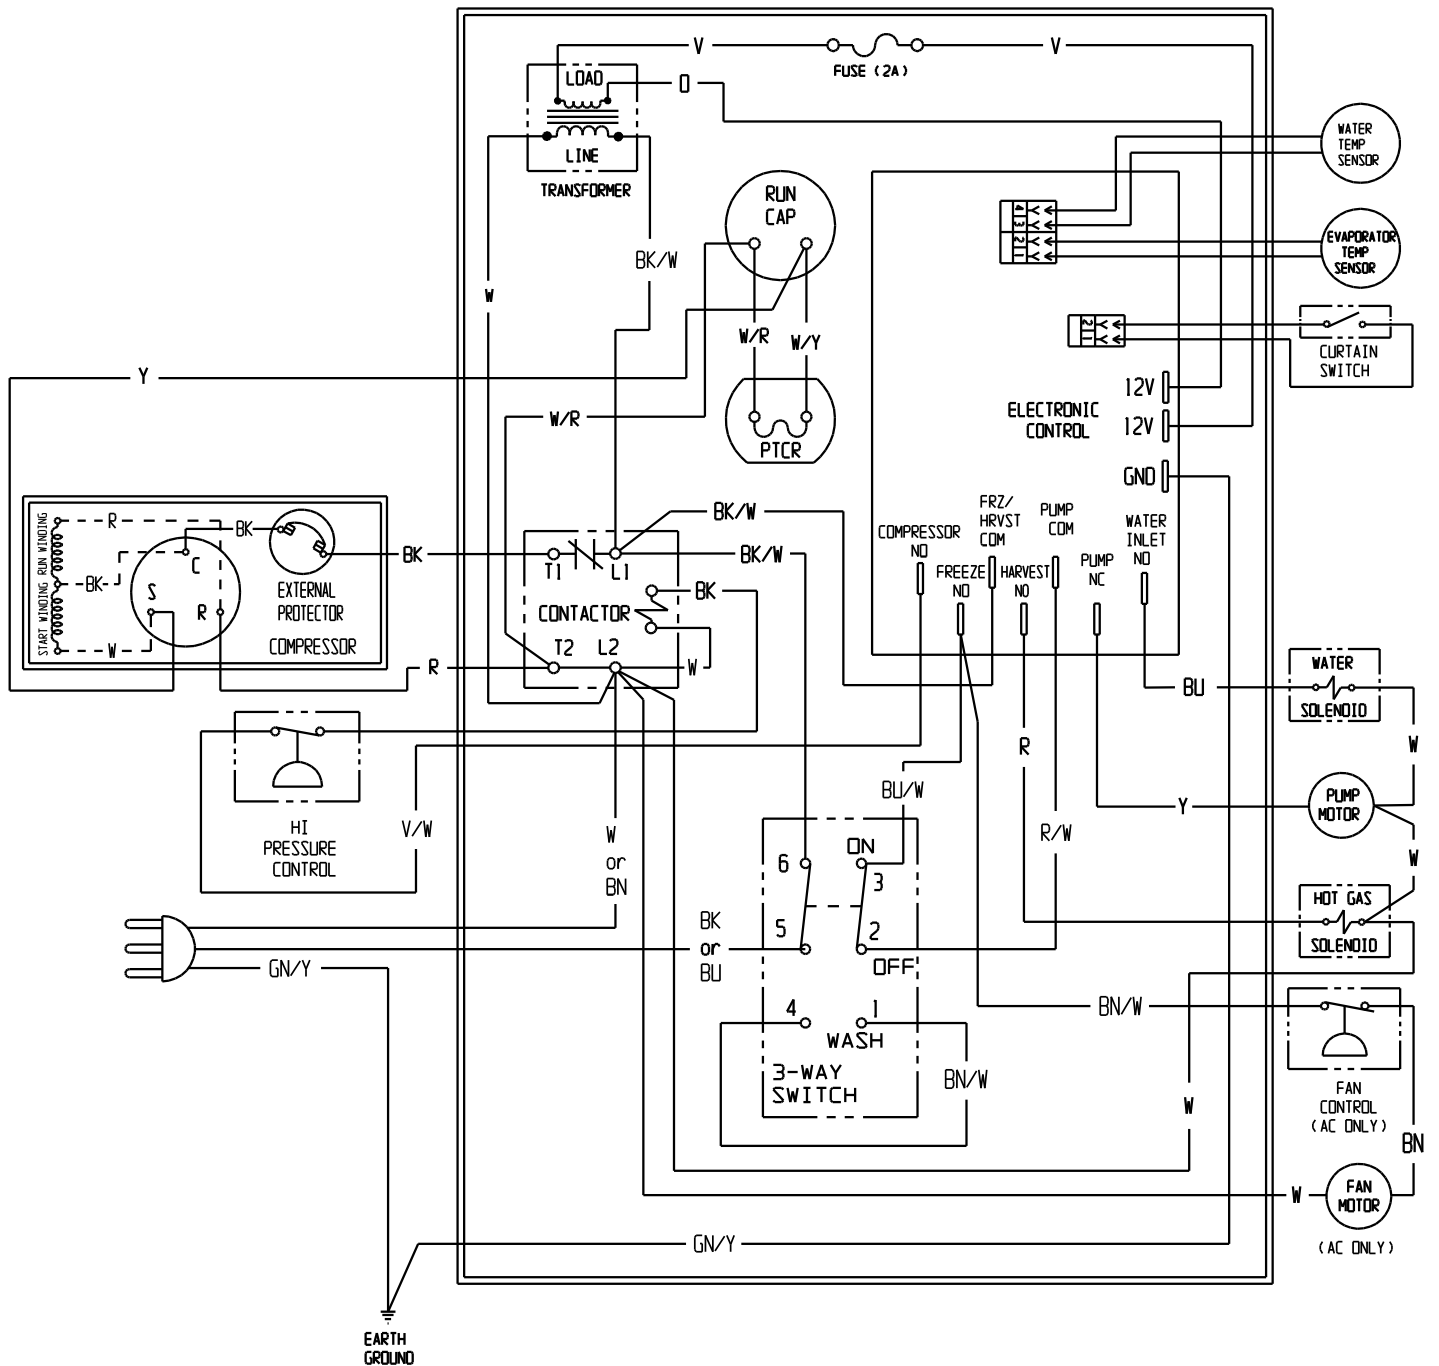 V
V
FUSE (2A)
LOAD
O
LINE
TRANSFORMER
WATER
TEMP
SENSOR
RUN
CAP
4
3
2
1
EVAPORATOR
TEMP
SENSOR
BK/W
W
W/R
W/Y
2
1
CURTAIN
SWITCH
Y
12V
W/R
ELECTRONIC
CONTROL
12V
PTCR
GND
START WINDING RUN WINDING
R
BK
BK
C
S
R
W
EXTERNAL
PROTECTOR
COMPRESSOR
BK
BK/W
BK/W
T1
L1
BK
CONTACTOR
T2
L2
W
R
COMPRESSOR
NO
FRZ/
HRVST
COM
PUMP
COM
WATER
INLET
NO
FREEZE
NO
HARVEST
NO
PUMP
NC
WATER
SOLENOID
BU
W
HI
PRESSURE
CONTROL
V/W
W
or
BN
BU/W
R
R/W
Y
PUMP
MOTOR
W
6
ON
3
5
2
OFF
4
1
WASH
3-WAY
SWITCH
BK
or
BU
GN/Y
HOT GAS
SOLENOID
BN/W
BN/W
W
FAN
CONTROL
(AC ONLY)
BN
W
FAN
MOTOR
(AC ONLY)
GN/Y
EARTH
GROUND